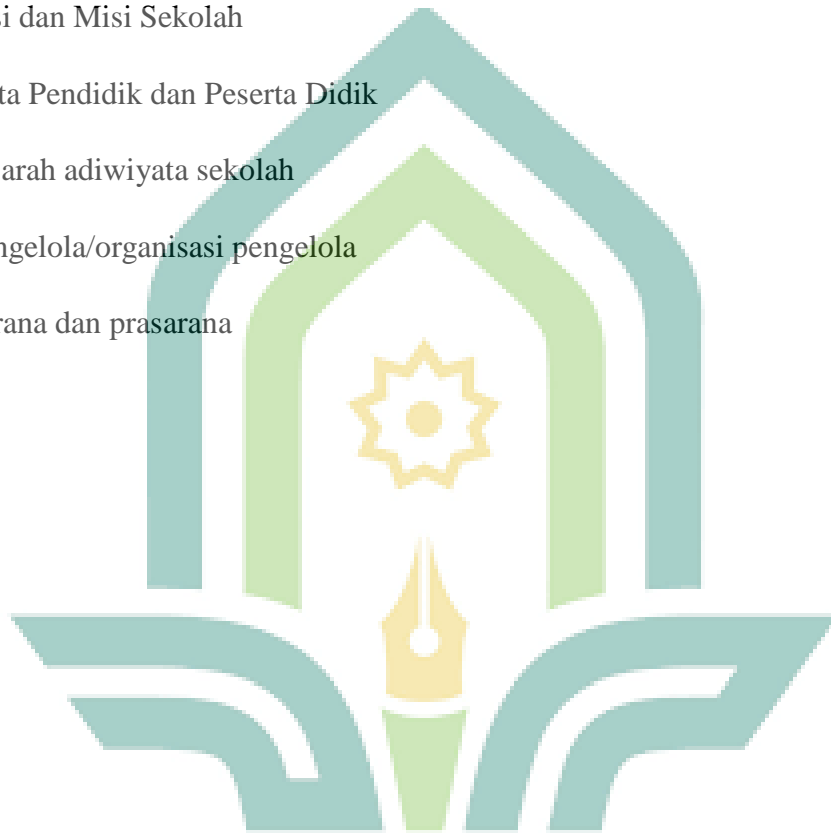 si dan Misi Sekolah
ta Pendidik dan Peserta Didik
arah adiwiyata sekolah
ngelola/organisasi pengelola
rana dan prasarana